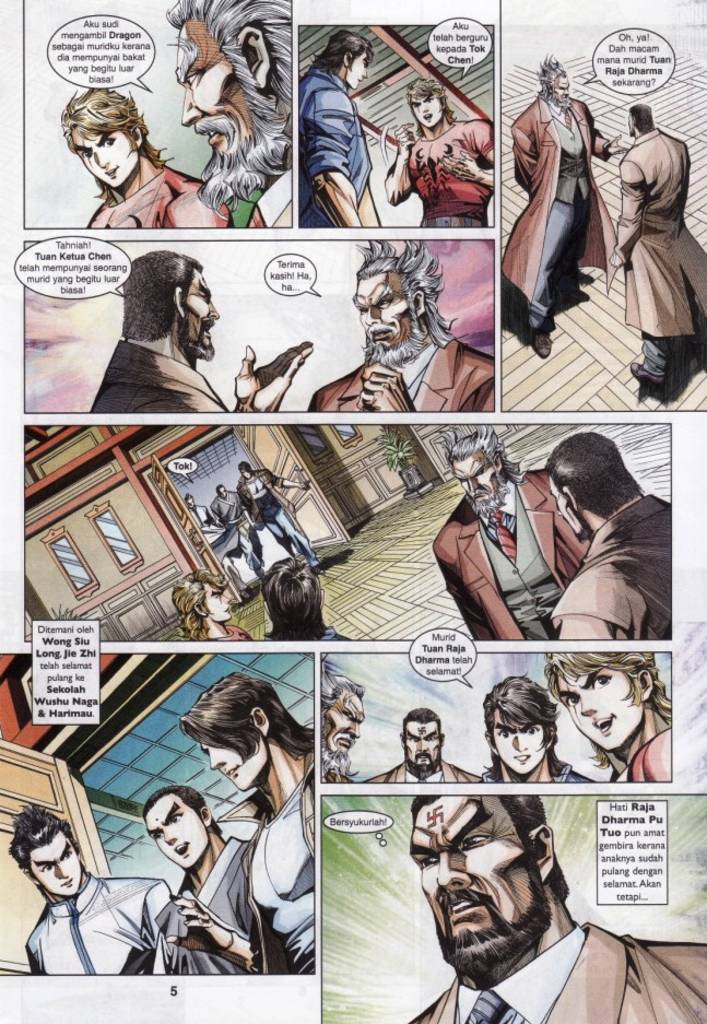 Aku sudi
mengambil Dragon
sebagai muridku kerana
dia mempunyai bakat
yang begitu luar
biasa!
Aku
telah berguru
kepada Tok
Chen!
Oh, ya!
Dah macam
mana murid Tuan
Raja Dharma
sekarang?
Tahniah!
Tuan Ketua Chen
telah mempunyai seorang
murid yang begitu luar
biasa!
Terima
kasih! Ha,
ha...
Tok!
Ditemani oleh
Wong Siu
Long, Jie Zhi
telah selamat
pulang ke
Sekolah
Wushu Naga
& Harimau.
Murid
Tuan Raja
Dharma telah
selamat!
Bersyukurlah!
Hati Raja
Dharma Pu
Tuo pun amat
gembira kerana
anaknya sudah
pulang dengan
selamat. Akan
tetapi...
5